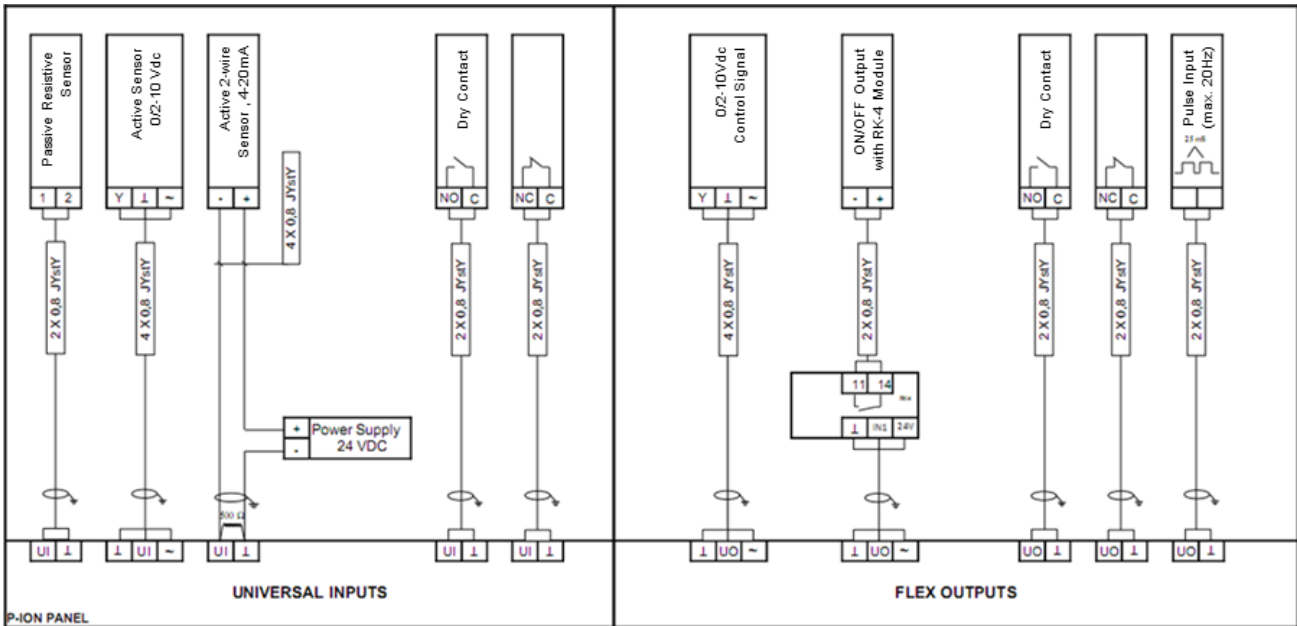 Passive Resistive
Sensor
Active Sensor
0/2-10 Vdc
Active 2-wire
Sensor , 4-20mA
Dry Contact
0/2-10Vdc
Control Signal
ON/OFF Output
with RK-4 Module
Dry Contact
Pulse Input
(max. 20Hz)
25 mS
1 2
Y ⊥ ~
- +
NO C
NC C
Y ⊥ ~
- +
NO C
NC C
4 X 0,8 JYstY
2 X 0,8 JYstY
4 X 0,8 JYstY
2 X 0,8 JYstY
2 X 0,8 JYstY
4 X 0,8 JYstY
2 X 0,8 JYstY
2 X 0,8 JYstY
2 X 0,8 JYstY
2 X 0,8 JYstY
11 14
⊥ IN1 24V
+ Power Supply
- 24 VDC
500 Ω
UI ⊥
⊥ UI ~
UI ⊥
UI ⊥
UI ⊥
⊥ UO ~
⊥ UO ~
UO ⊥
UO ⊥
UO ⊥
UNIVERSAL INPUTS
FLEX OUTPUTS
P-ION PANEL